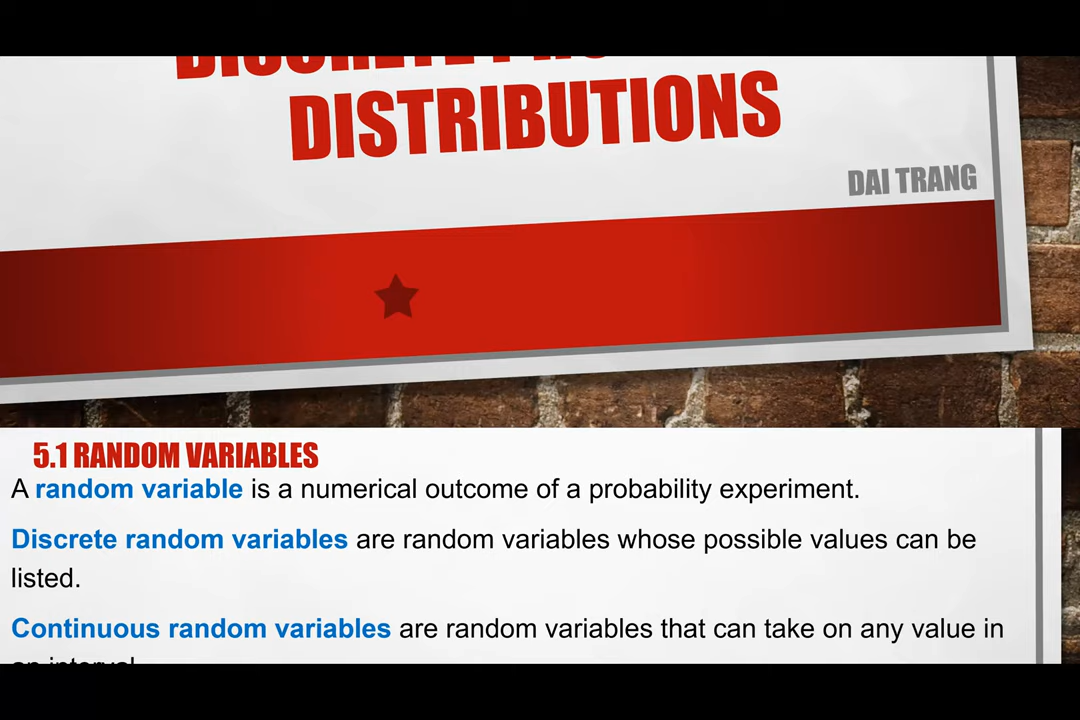 DISTRIBUTIONS
DAI TRANG
5.1 RANDOM VARIABLES
A random variable is a numerical outcome of a probability experiment.
Discrete random variables are random variables whose possible values can be
listed.
Continuous random variables are random variables that can take on any value in
an interval